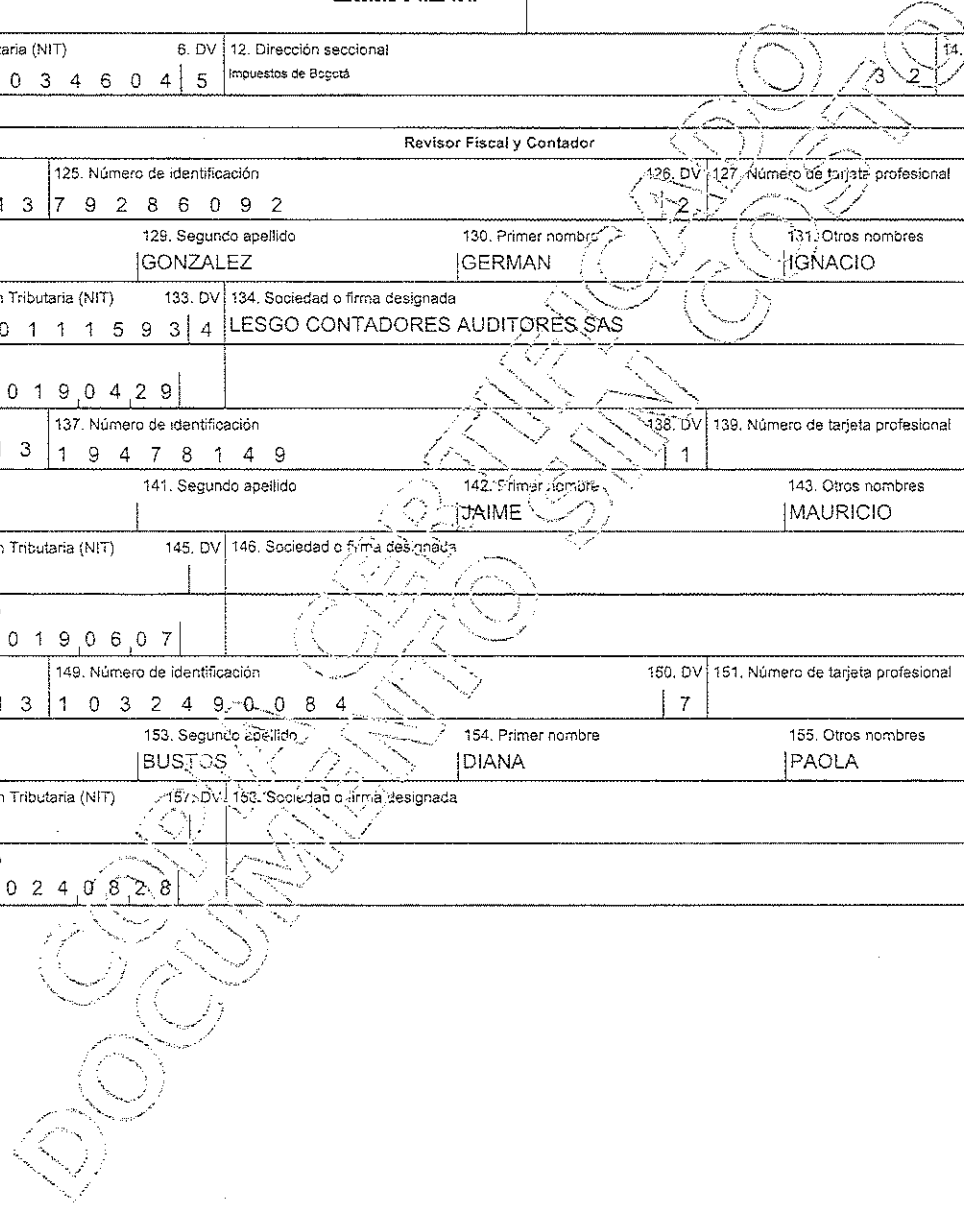 taria (NIT) 6. DV 12. Dirección seccional 14.
0 3 4 6 0 4 5 Impuestos de Bogotá 3 2
Revisor Fiscal y Contador
125. Número de identificación 126. DV 127. Número de tarjeta profesional
1 3 7 9 2 8 6 0 9 2 2
129. Segundo apellido 130. Primer nombre 131. Otros nombres
GONZALEZ GERMAN IGNACIO
n Tributaria (NIT) 133. DV 134. Sociedad o firma designada
0 1 1 1 5 9 3 4 LESGO CONTADORES AUDITORES SAS
0 1 9 0 4 2 9
137. Número de identificación 138. DV 139. Número de tarjeta profesional
3 1 9 4 7 8 1 4 9 1
141. Segundo apellido 142. Primer nombre 143. Otros nombres
JAIME MAURICIO
n Tributaria (NIT) 145. DV 146. Sociedad o firma designada
0 1 9 0 6 0 7
149. Número de identificación 150. DV 151. Número de tarjeta profesional
1 3 1 0 3 2 4 9 0 0 8 4 7
153. Segundo apellido 154. Primer nombre 155. Otros nombres
BUSTOS DIANA PAOLA
n Tributaria (NIT) 157. DV 158. Sociedad o firma designada
0 2 4 0 8 2 8
COPIA CERTIFICADO
DOCUMENTO SIN COSTO